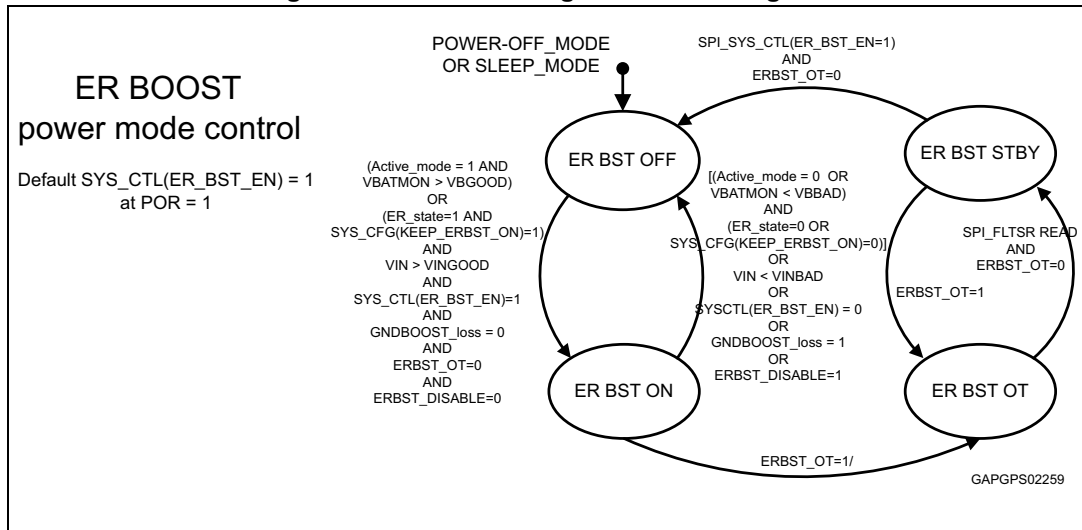 ER BOOST
power mode control
Default SYS_CTL(ER_BST_EN) = 1
at POR = 1
POWER-OFF_MODE
OR SLEEP_MODE
SPI_SYS_CTL(ER_BST_EN=1)
AND
ERBST_OT=0
ER BST OFF
ER BST STBY
(Active_mode = 1 AND
VBATMON > VBGOOD)
OR
(ER_state=1 AND
SYS_CFG(KEEP_ERBST_ON)=1)
AND
VIN > VINGOOD
AND
SYS_CTL(ER_BST_EN)=1
AND
GNDBOOST_loss = 0
AND
ERBST_OT=0
AND
ERBST_DISABLE=0
[(Active_mode = 0 OR
VBATMON < VBBAD)
AND
(ER_state=0 OR
SYS_CFG(KEEP_ERBST_ON)=0)]
OR
VIN < VINBAD
OR
SYSCTL(ER_BST_EN) = 0
OR
GNDBOOST_loss = 1
OR
ERBST_DISABLE=1
SPI_FLTSR READ
AND
ERBST_OT=0
ERBST_OT=1
ER BST ON
ER BST OT
ERBST_OT=1/
GAPGPS02259